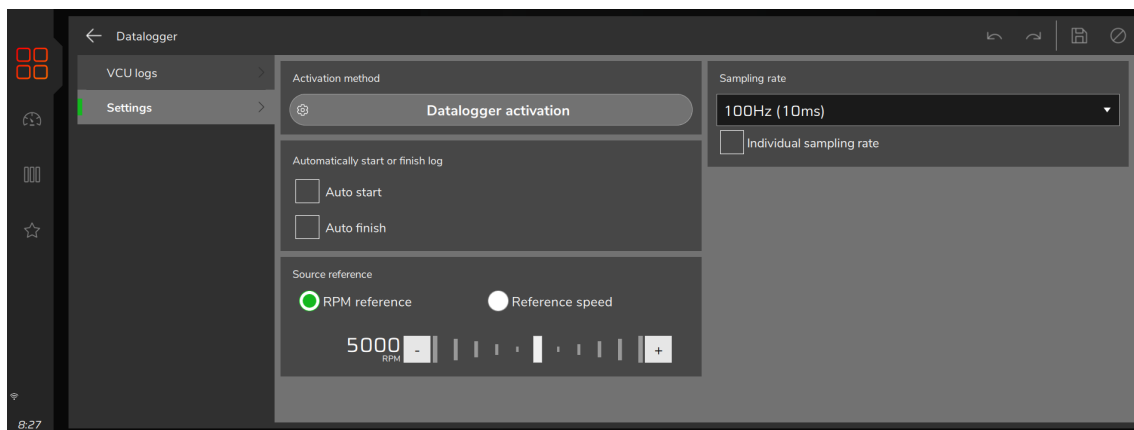 Datalogger
VCU logs
Settings
Activation method
Datalogger activation
Automatically start or finish log
Auto start
Auto finish
Source reference
RPM reference
Reference speed
5000
RPM
-
+
Sampling rate
100Hz (10ms)
Individual sampling rate
8:27